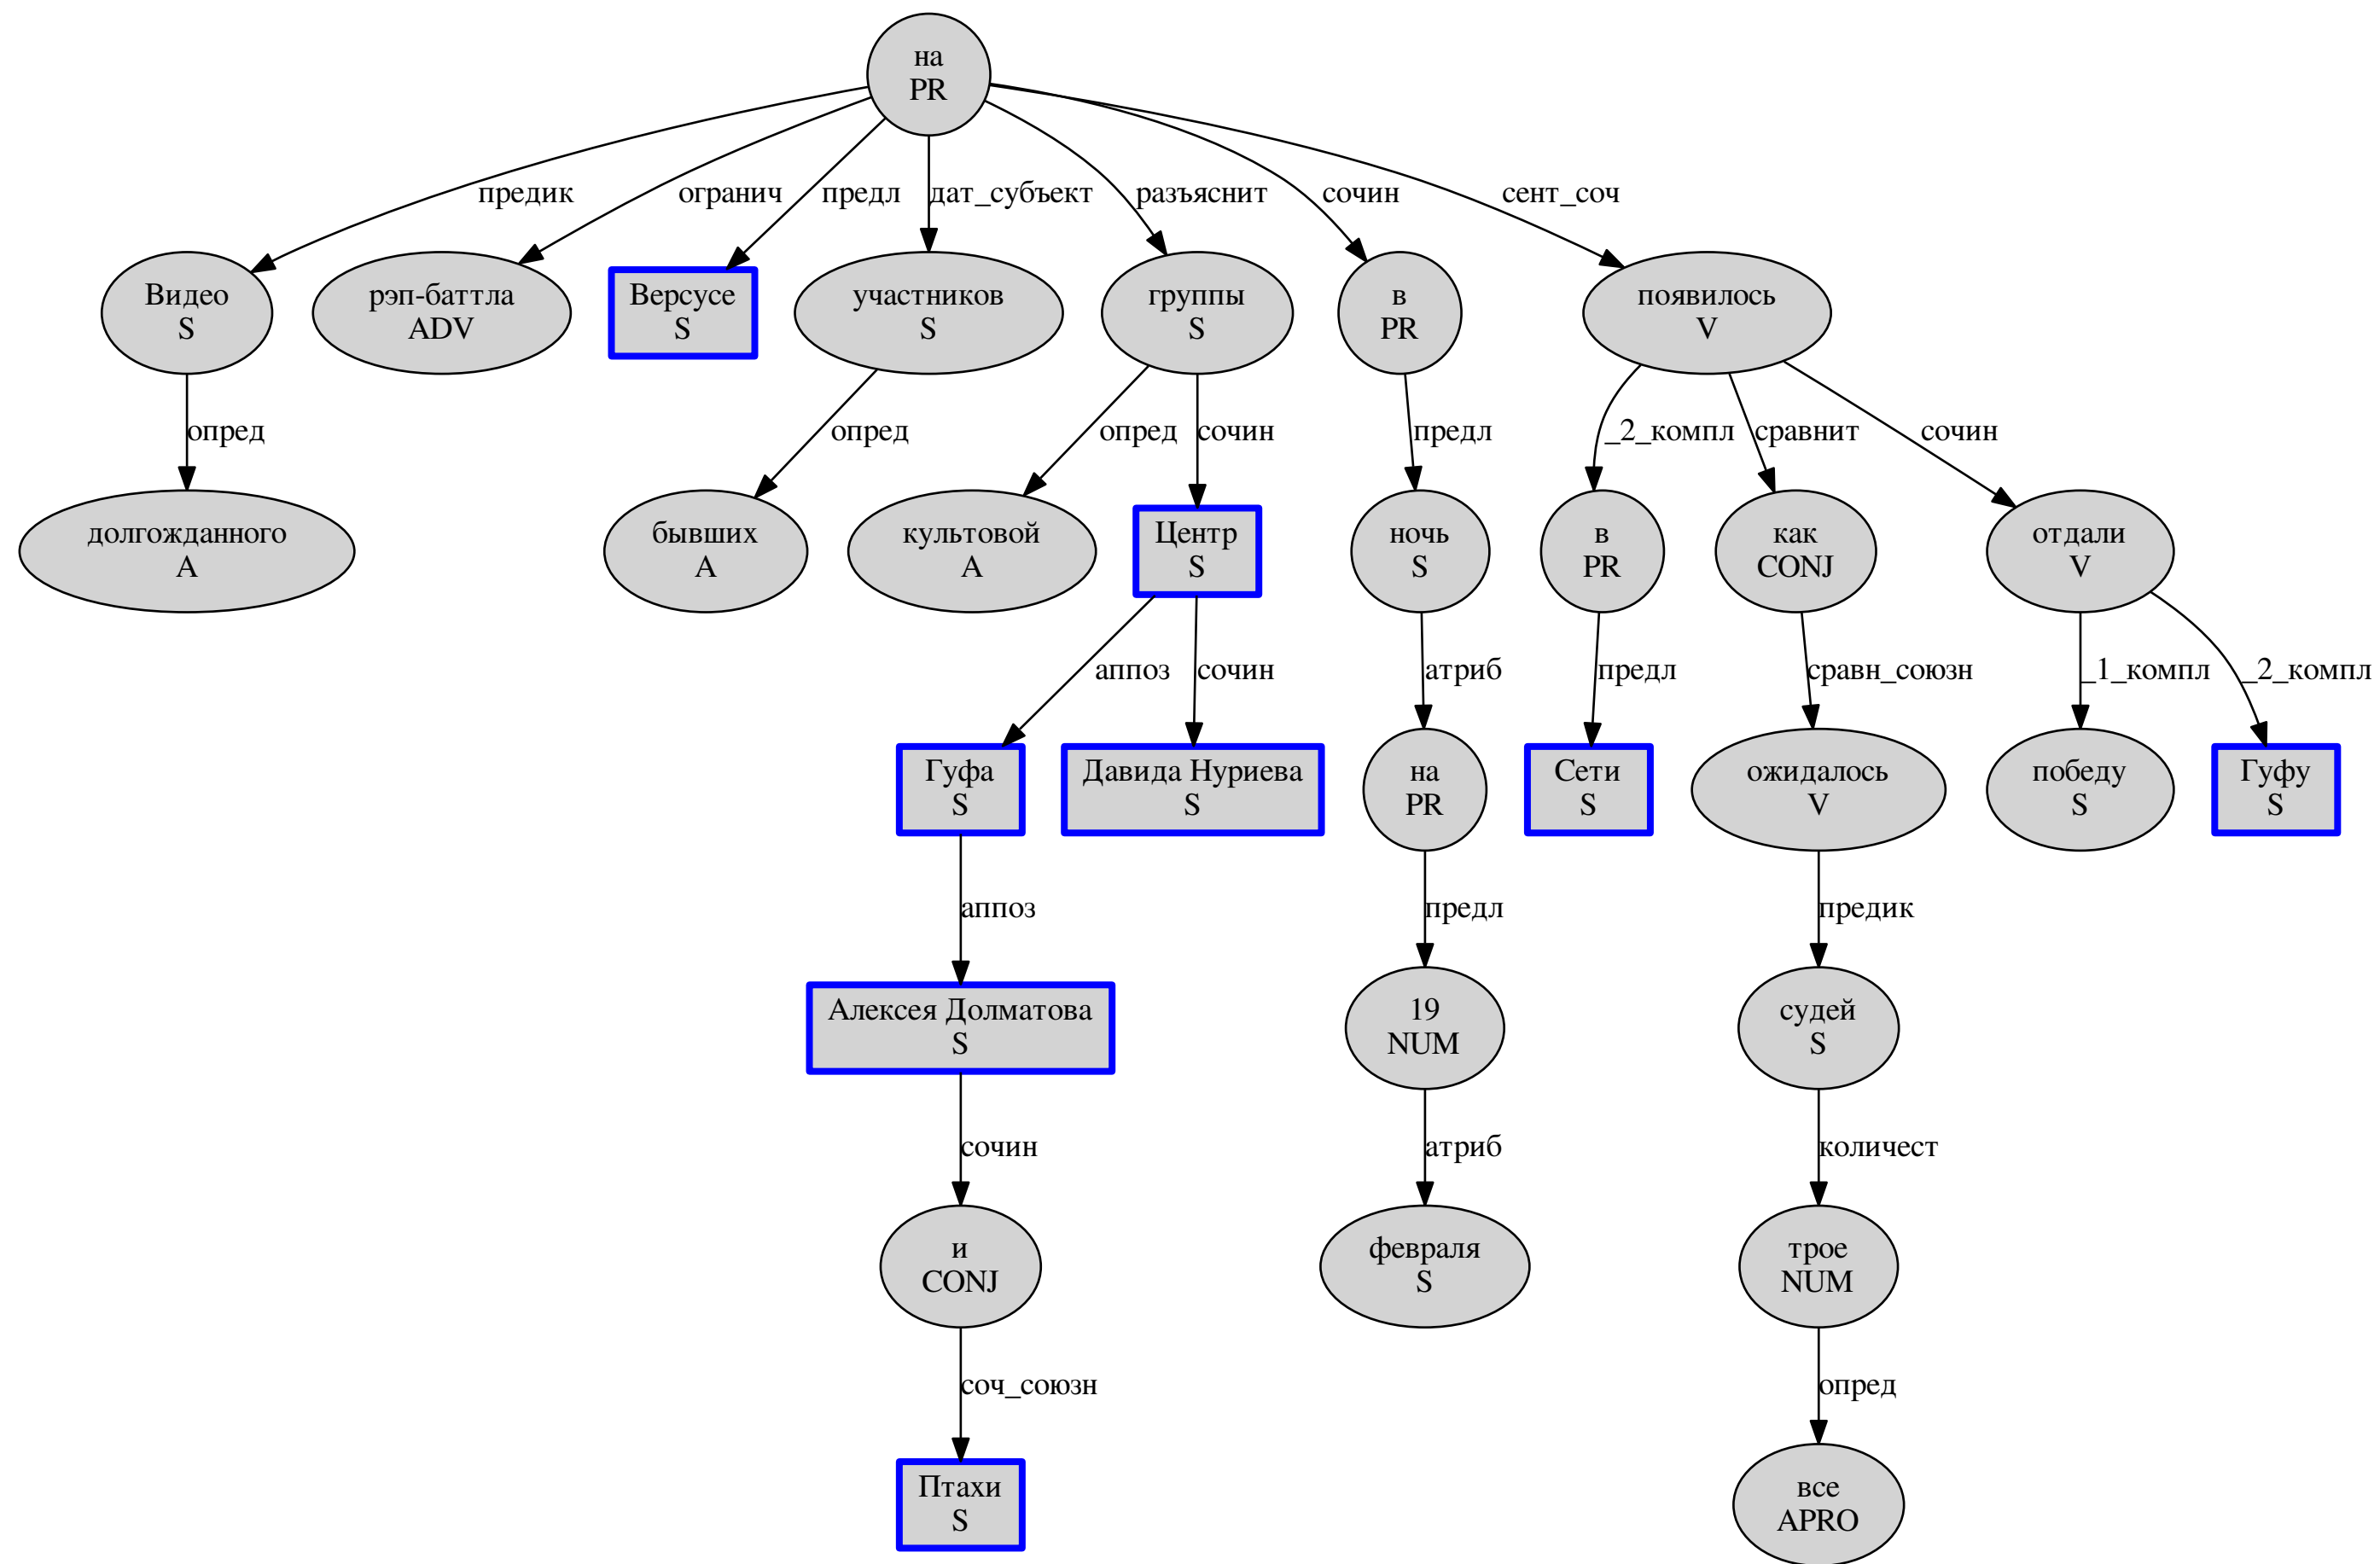 на
PR
предик
огранич
предл
дат_субъект
разъяснит
сочин
сент_соч
Видео
S
рэп-баттла
ADV
Версусе
S
участников
S
группы
S
в
PR
появилось
V
опред
опред
опред
сочин
предл
_2_компл
сравнит
сочин
долгожданного
A
бывших
A
культовой
A
Центр
S
ночь
S
в
PR
как
CONJ
отдали
V
аппоз
сочин
атриб
предл
сравн_союзн
_1_компл
_2_компл
Гуфа
S
Давида Нуриева
S
на
PR
Сети
S
ожидалось
V
победу
S
Гуфу
S
аппоз
предл
предик
Алексея Долматова
S
19
NUM
судей
S
сочин
атриб
количест
и
CONJ
февраля
S
трое
NUM
соч_союзн
опред
Птахи
S
все
APRO